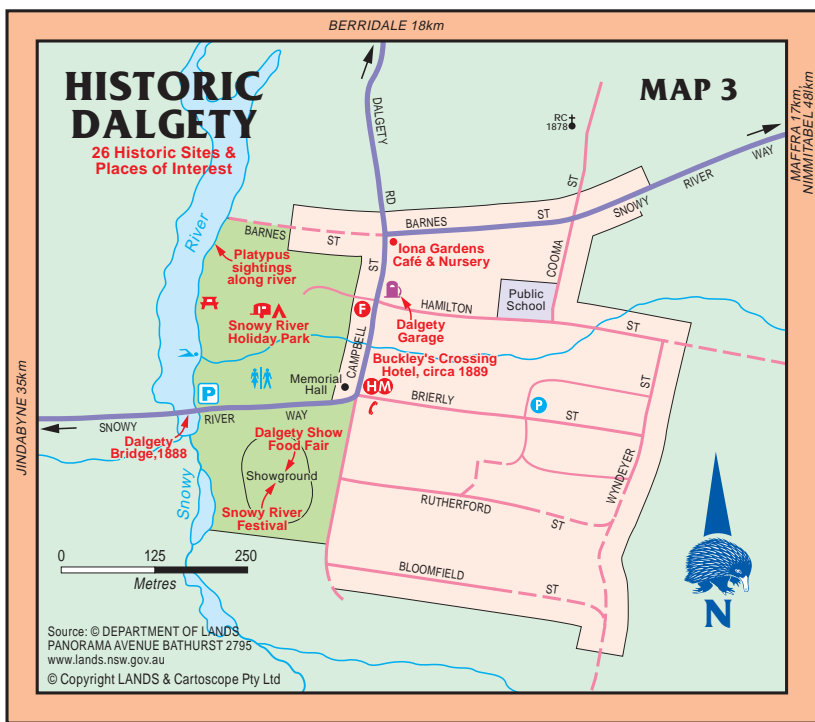 BERRIDALE 18km
HISTORIC
DALGETY
26 Historic Sites &
Places of Interest
MAP 3
MAFFRA 17km,
NIMMITABEL 48km
JINDABYNE 35km
RC
1878
DALGETY
RD
BARNES
ST
SNOWY
RIVER
WAY
BARNES
ST
COOMA
ST
River
Platypus
sightings
along river
Iona Gardens
Café & Nursery
Public
School
HAMILTON
ST
F
Dalgety
Garage
Snowy River
Holiday Park
CAMPBELL
ST
Buckley's Crossing
Hotel, circa 1889
Memorial
Hall
H M
P
P
BRIERLY
ST
WYNDEYER
ST
SNOWY
RIVER
WAY
Dalgety
Bridge,1888
Dalgety Show
Food Fair
Showground
Snowy River
Festival
Snowy
RUTHERFORD
ST
BLOOMFIELD
ST
0 125 250
Metres
N
Source: © DEPARTMENT OF LANDS
PANORAMA AVENUE BATHURST 2795
www.lands.nsw.gov.au
© Copyright LANDS & Cartoscope Pty Ltd